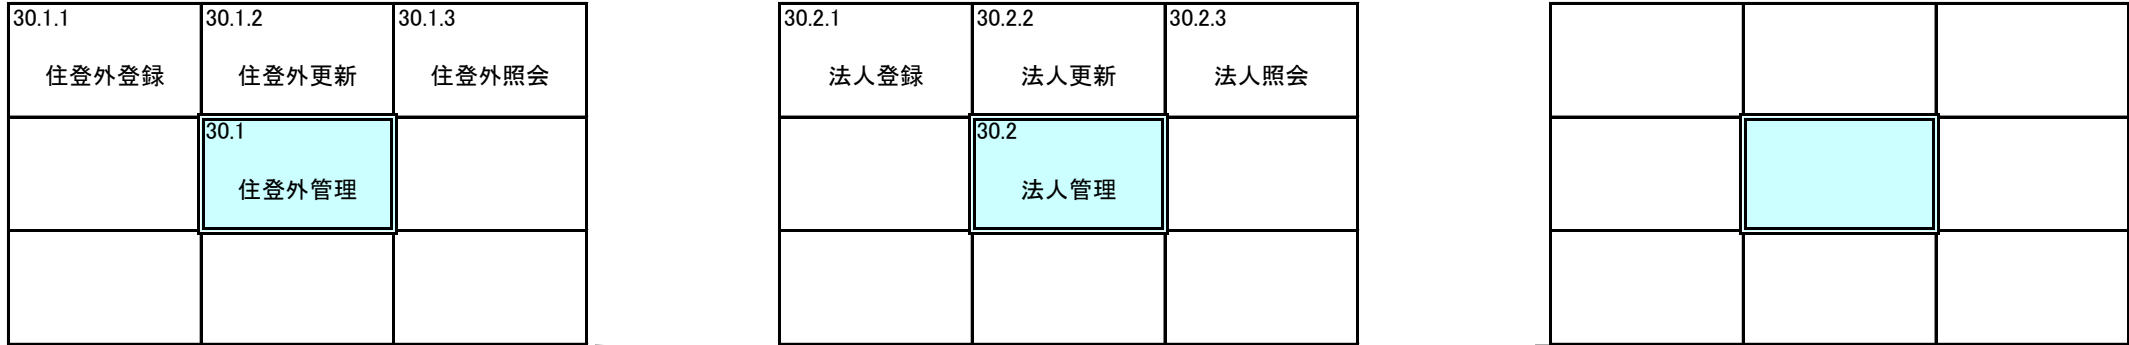 30.1.1
住登外登録
30.1.2
住登外更新
30.1.3
住登外照会
30.1
住登外管理
30.2.1
法人登録
30.2.2
法人更新
30.2.3
法人照会
30.2
法人管理